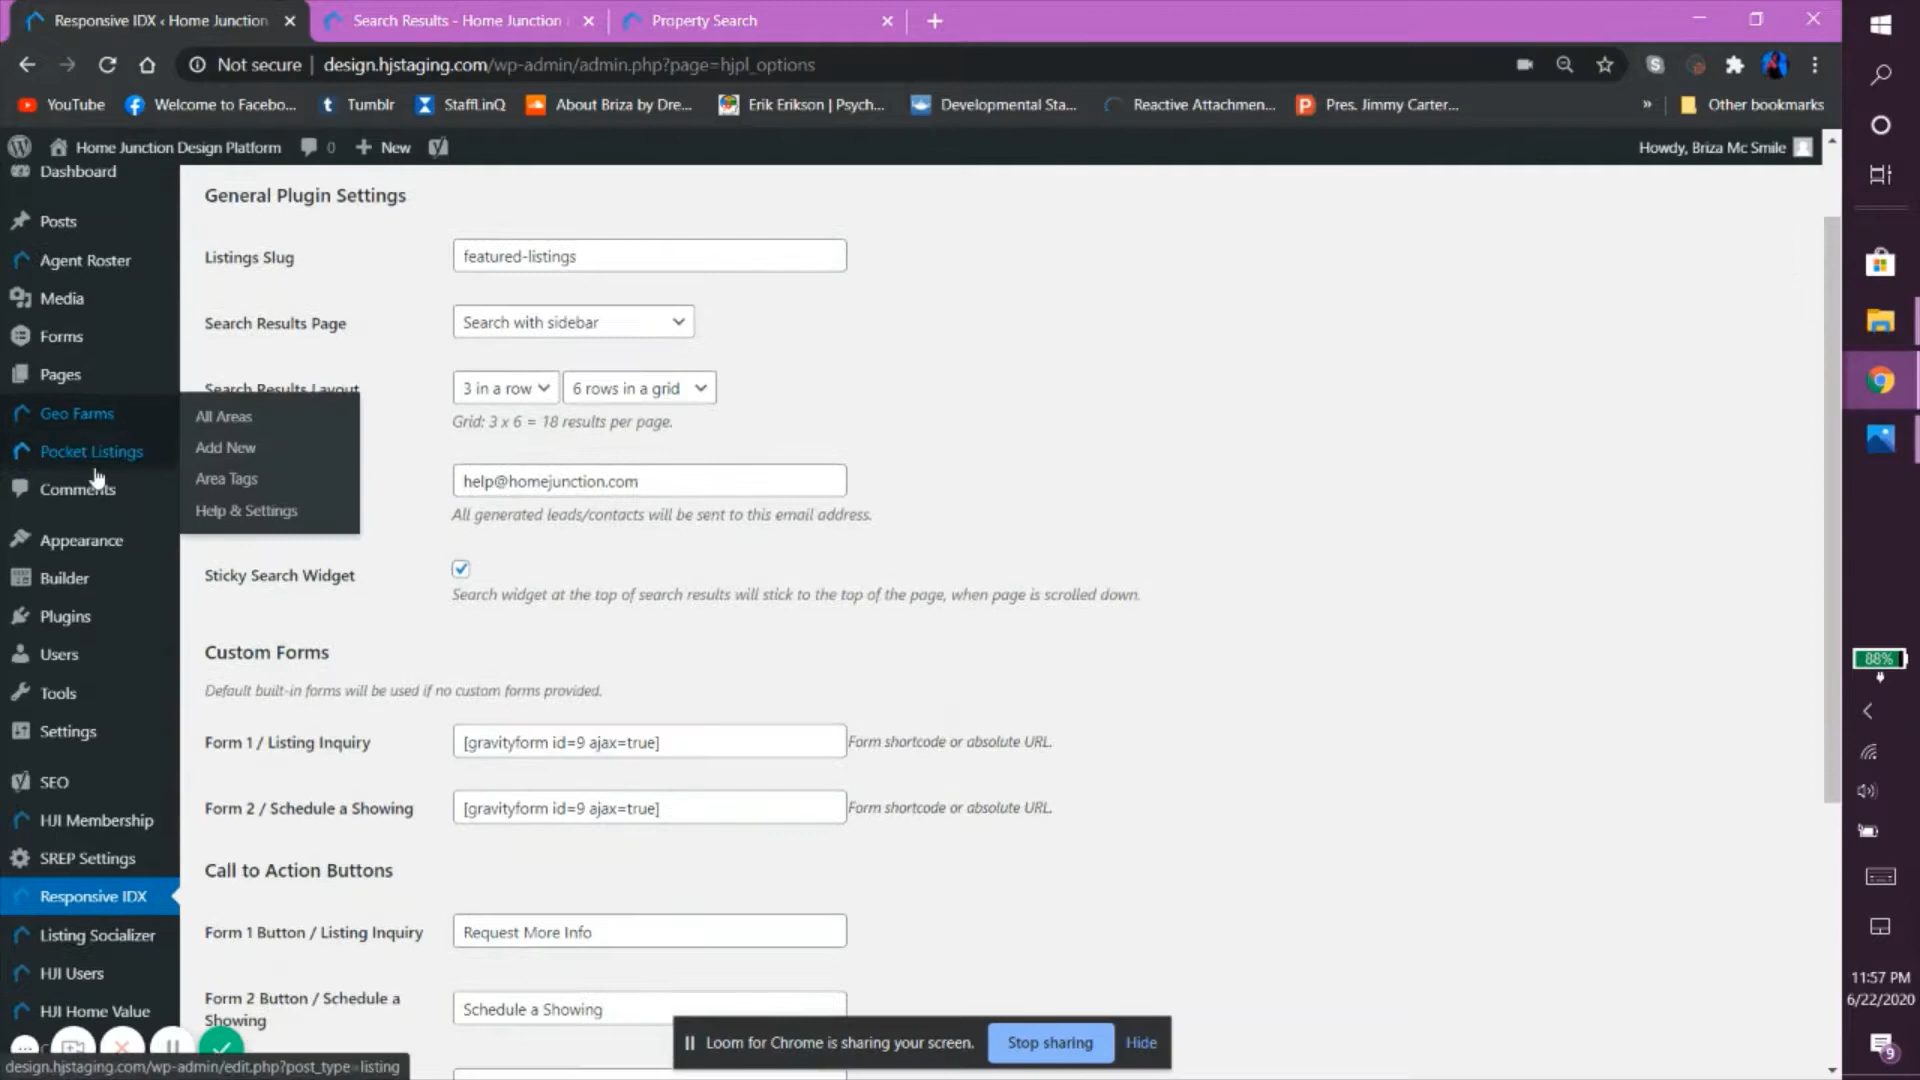 Responsive IDX ‹ Home Junction
Search Results - Home Junction
Property Search
Not secure | design.hjstaging.com/wp-admin/admin.php?page=hjpl_options
YouTube
Welcome to Facebo...
Tumblr
StaffLinQ
About Briza by Dre...
Erik Erikson | Psych...
Developmental Sta...
Reactive Attachmen...
Pres. Jimmy Carter...
»
Other bookmarks
Home Junction Design Platform
0
New
Howdy, Briza Mc Smile
Dashboard
Posts
Agent Roster
Media
Forms
Pages
Geo Farms
Pocket Listings
Comments
Appearance
Builder
Plugins
Users
Tools
Settings
SEO
HJI Membership
SREP Settings
Responsive IDX
Listing Socializer
HJI Users
HJI Home Value
All Areas
Add New
Area Tags
Help & Settings
General Plugin Settings
Listings Slug
featured-listings
Search Results Page
Search with sidebar
Search Results Layout
3 in a row
6 rows in a grid
Grid: 3 x 6 = 18 results per page.
help@homejunction.com
All generated leads/contacts will be sent to this email address.
Sticky Search Widget
Search widget at the top of search results will stick to the top of the page, when page is scrolled down.
Custom Forms
Default built-in forms will be used if no custom forms provided.
Form 1 / Listing Inquiry
[gravityform id=9 ajax=true]
Form shortcode or absolute URL.
Form 2 / Schedule a Showing
[gravityform id=9 ajax=true]
Form shortcode or absolute URL.
Call to Action Buttons
Form 1 Button / Listing Inquiry
Request More Info
Form 2 Button / Schedule a
Showing
Schedule a Showing
Loom for Chrome is sharing your screen.
Stop sharing
Hide
design.hjstaging.com/wp-admin/edit.php?post_type=listing
88%
11:57 PM
6/22/2020
9